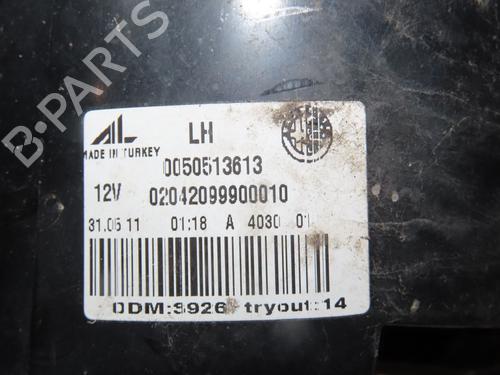 AL LH
MADE IN TURKEY
0050513613
12V 02042099900010
31.05.11 01:18 A 4030 01
ODM:3926 tryout:14
B-PARTS